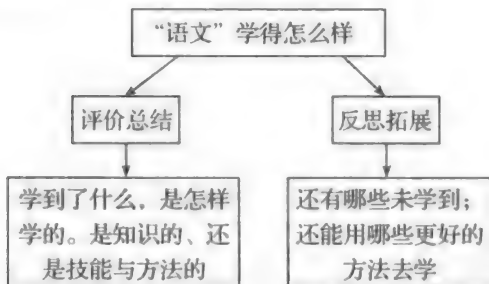 “语文”学得怎么样
评价总结
反思拓展
学到了什么，是怎样
学的。是知识的、还
是技能与方法的
还有哪些未学到；
还能用哪些更好的
方法去学